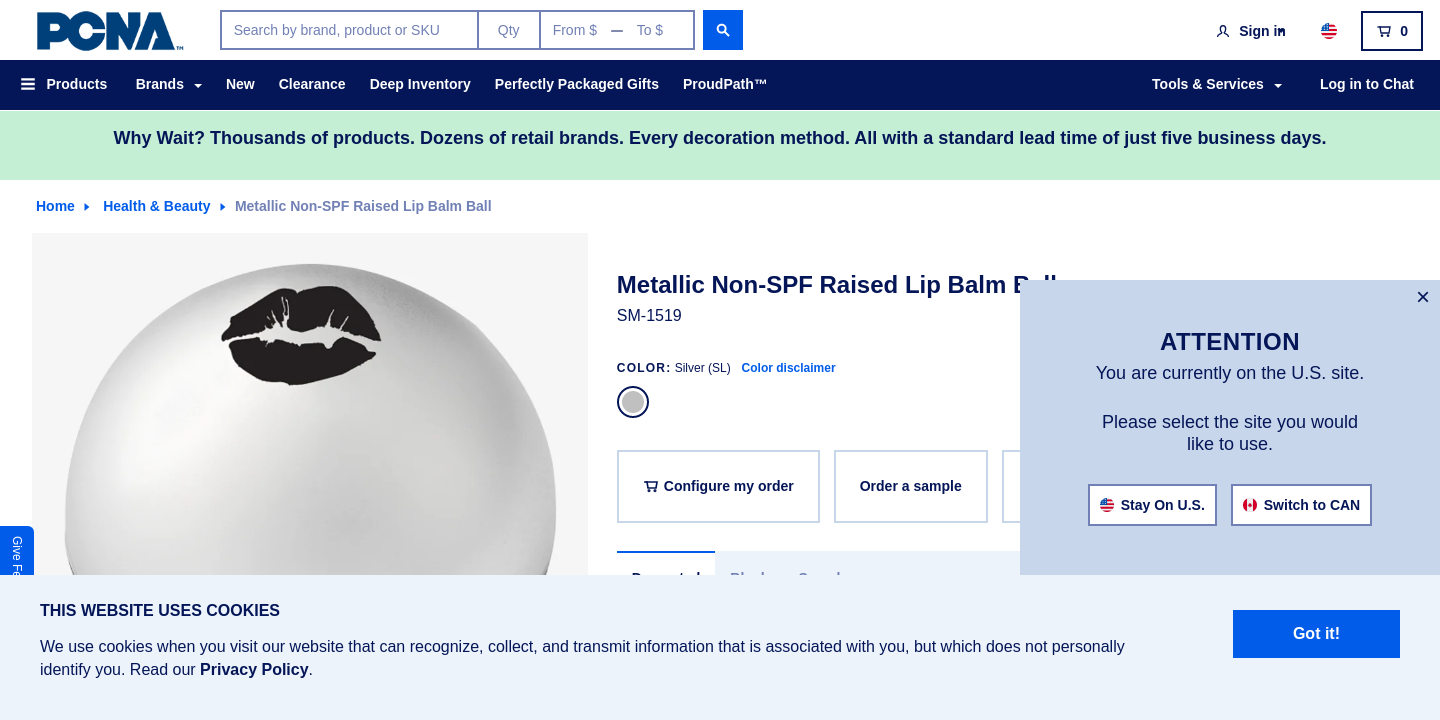 PCNA™
Search by brand, product or SKU Qty From $ To $
Sign in 0
Products Brands New Clearance Deep Inventory Perfectly Packaged Gifts ProudPath™ Tools & Services Log in to Chat
Why Wait? Thousands of products. Dozens of retail brands. Every decoration method. All with a standard lead time of just five business days.
Home Health & Beauty Metallic Non-SPF Raised Lip Balm Ball
Metallic Non-SPF Raised Lip Balm Ball
SM-1519
COLOR: Silver (SL) Color disclaimer
Configure my order Order a sample
×
ATTENTION
You are currently on the U.S. site.
Please select the site you would
like to use.
Stay On U.S. Switch to CAN
Give
THIS WEBSITE USES COOKIES
We use cookies when you visit our website that can recognize, collect, and transmit information that is associated with you, but which does not personally
identify you. Read our Privacy Policy.
Got it!